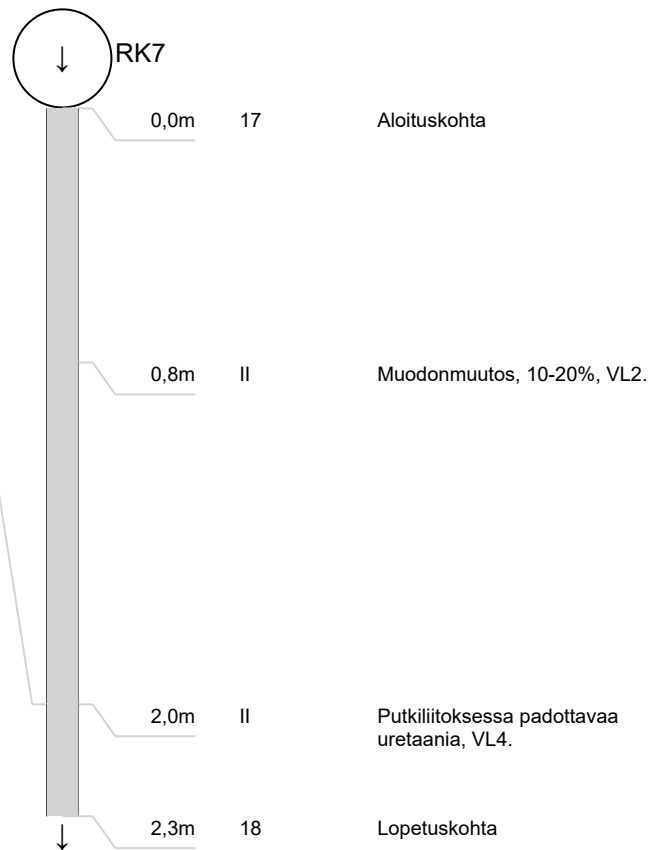 ↓ RK7
0,0m 17 Aloituskohta
0,8m II Muodonmuutos, 10-20%, VL2.
2,0m II Putkiliitoksessa padottavaa
uretaania, VL4.
2,3m 18 Lopetuskohta
↓